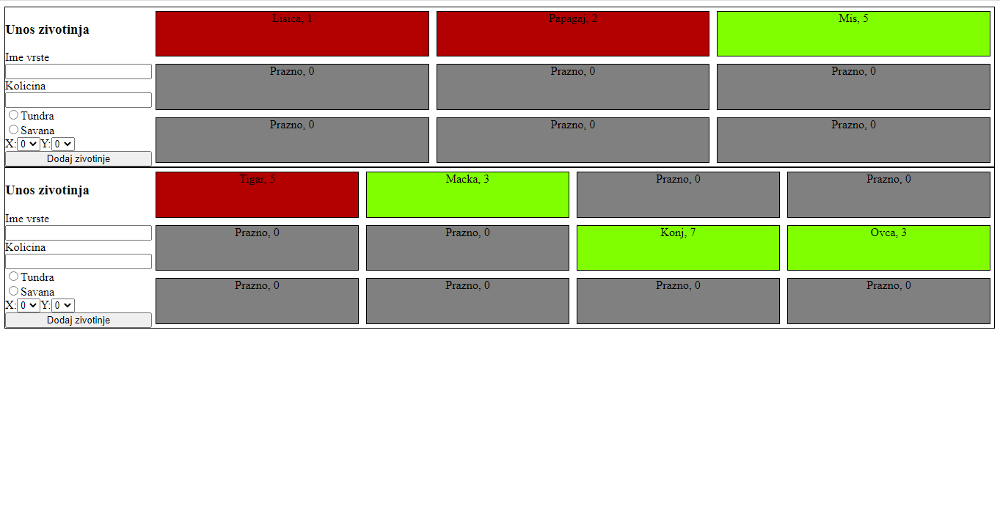 Unos zivotinja
Ime vrste
Kolicina
Tundra
Savana
X: 0 Y: 0
Dodaj zivotinje
Lisica, 1 Papagaj, 2 Mis, 5
Prazno, 0 Prazno, 0 Prazno, 0
Prazno, 0 Prazno, 0 Prazno, 0
Unos zivotinja
Ime vrste
Kolicina
Tundra
Savana
X: 0 Y: 0
Dodaj zivotinje
Tigar, 5 Macka, 3 Prazno, 0 Prazno, 0
Prazno, 0 Prazno, 0 Konj, 7 Ovca, 3
Prazno, 0 Prazno, 0 Prazno, 0 Prazno, 0